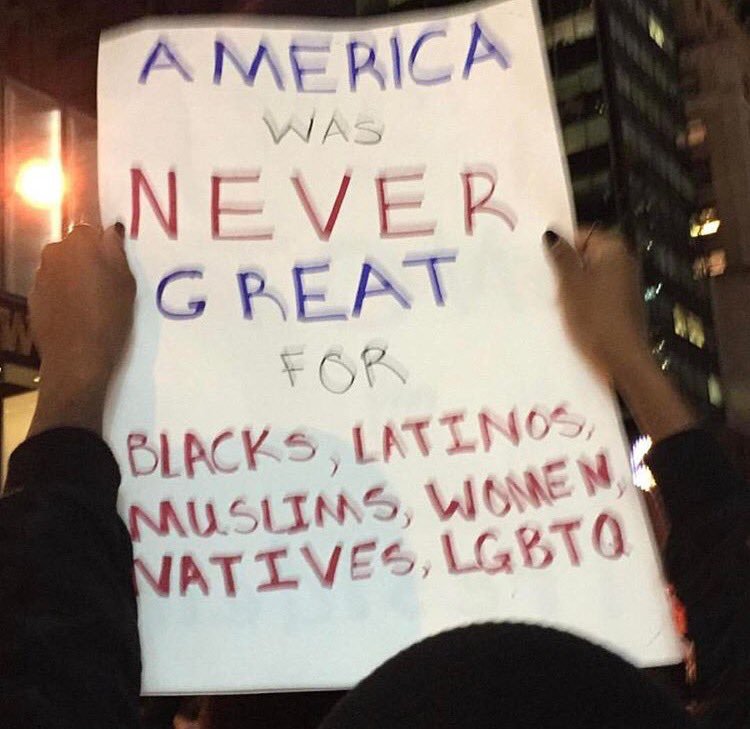 AMERICA
WAS
NEVER
GREAT
FOR
BLACKS, LATINOS,
MUSLIMS, WOMEN,
NATIVES, LGBTQ